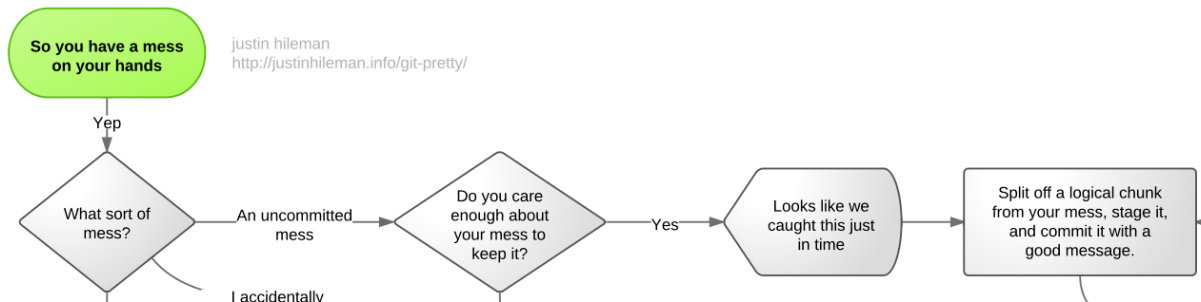 So you have a mess
on your hands
justin hileman
http://justinhileman.info/git-pretty/
Yep
What sort of
mess?
An uncommitted
mess
Do you care
enough about
your mess to
keep it?
Yes
Looks like we
caught this just
in time
Split off a logical chunk
from your mess, stage it,
and commit it with a
good message.
I accidentally